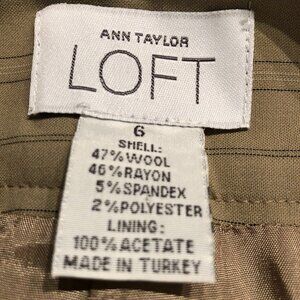 ANN TAYLOR
LOFT
6
SHELL:
47%WOOL
46%RAYON
5%SPANDEX
2%POLYESTER
LINING:
100%ACETATE
MADE IN TURKEY